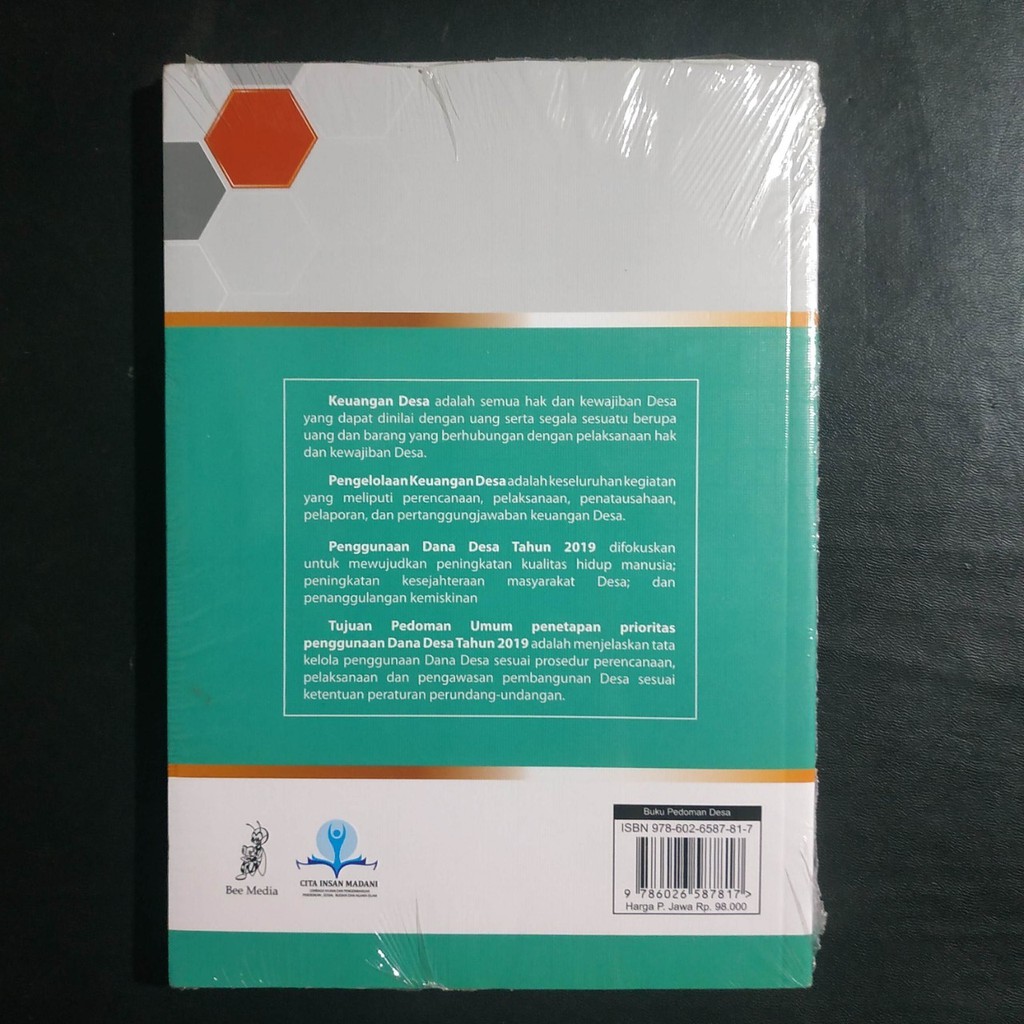 Keuangan Desa adalah semua hak dan kewajiban Desa
yang dapat dinilai dengan uang serta segala sesuatu berupa
uang dan barang yang berhubungan dengan pelaksanaan hak
dan kewajiban Desa.
Pengelolaan Keuangan Desa adalah keseluruhan kegiatan
yang meliputi perencanaan, pelaksanaan, penatausahaan,
pelaporan, dan pertanggungjawaban keuangan Desa.
Penggunaan Dana Desa Tahun 2019 difokuskan
untuk mewujudkan peningkatan kualitas hidup manusia;
peningkatan kesejahteraan masyarakat Desa; dan
penanggulangan kemiskinan
Tujuan Pedoman Umum penetapan prioritas
penggunaan Dana Desa Tahun 2019 adalah menjelaskan tata
kelola penggunaan Dana Desa sesuai prosedur perencanaan,
pelaksanaan dan pengawasan pembangunan Desa sesuai
ketentuan peraturan perundang-undangan.
Bee Media
CITA INSAN MADANI
Buku Pedoman Desa
ISBN 978-602-6587-81-7
9 786026 587817 >
Harga P. Jawa Rp. 98.000